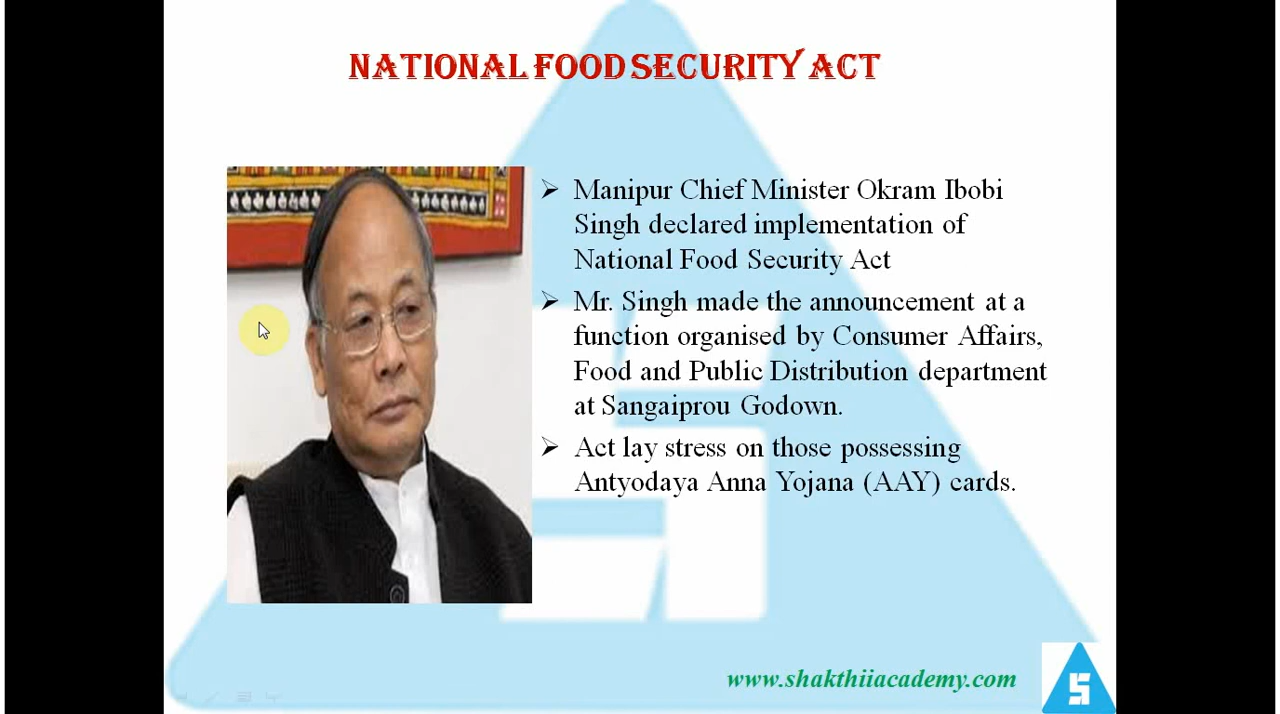 NATIONAL FOOD SECURITY ACT
➢ Manipur Chief Minister Okram Ibobi
Singh declared implementation of
National Food Security Act
➢ Mr. Singh made the announcement at a
function organised by Consumer Affairs,
Food and Public Distribution department
at Sangaiprou Godown.
➢ Act lay stress on those possessing
Antyodaya Anna Yojana (AAY) cards.
www.shakthiiacademy.com